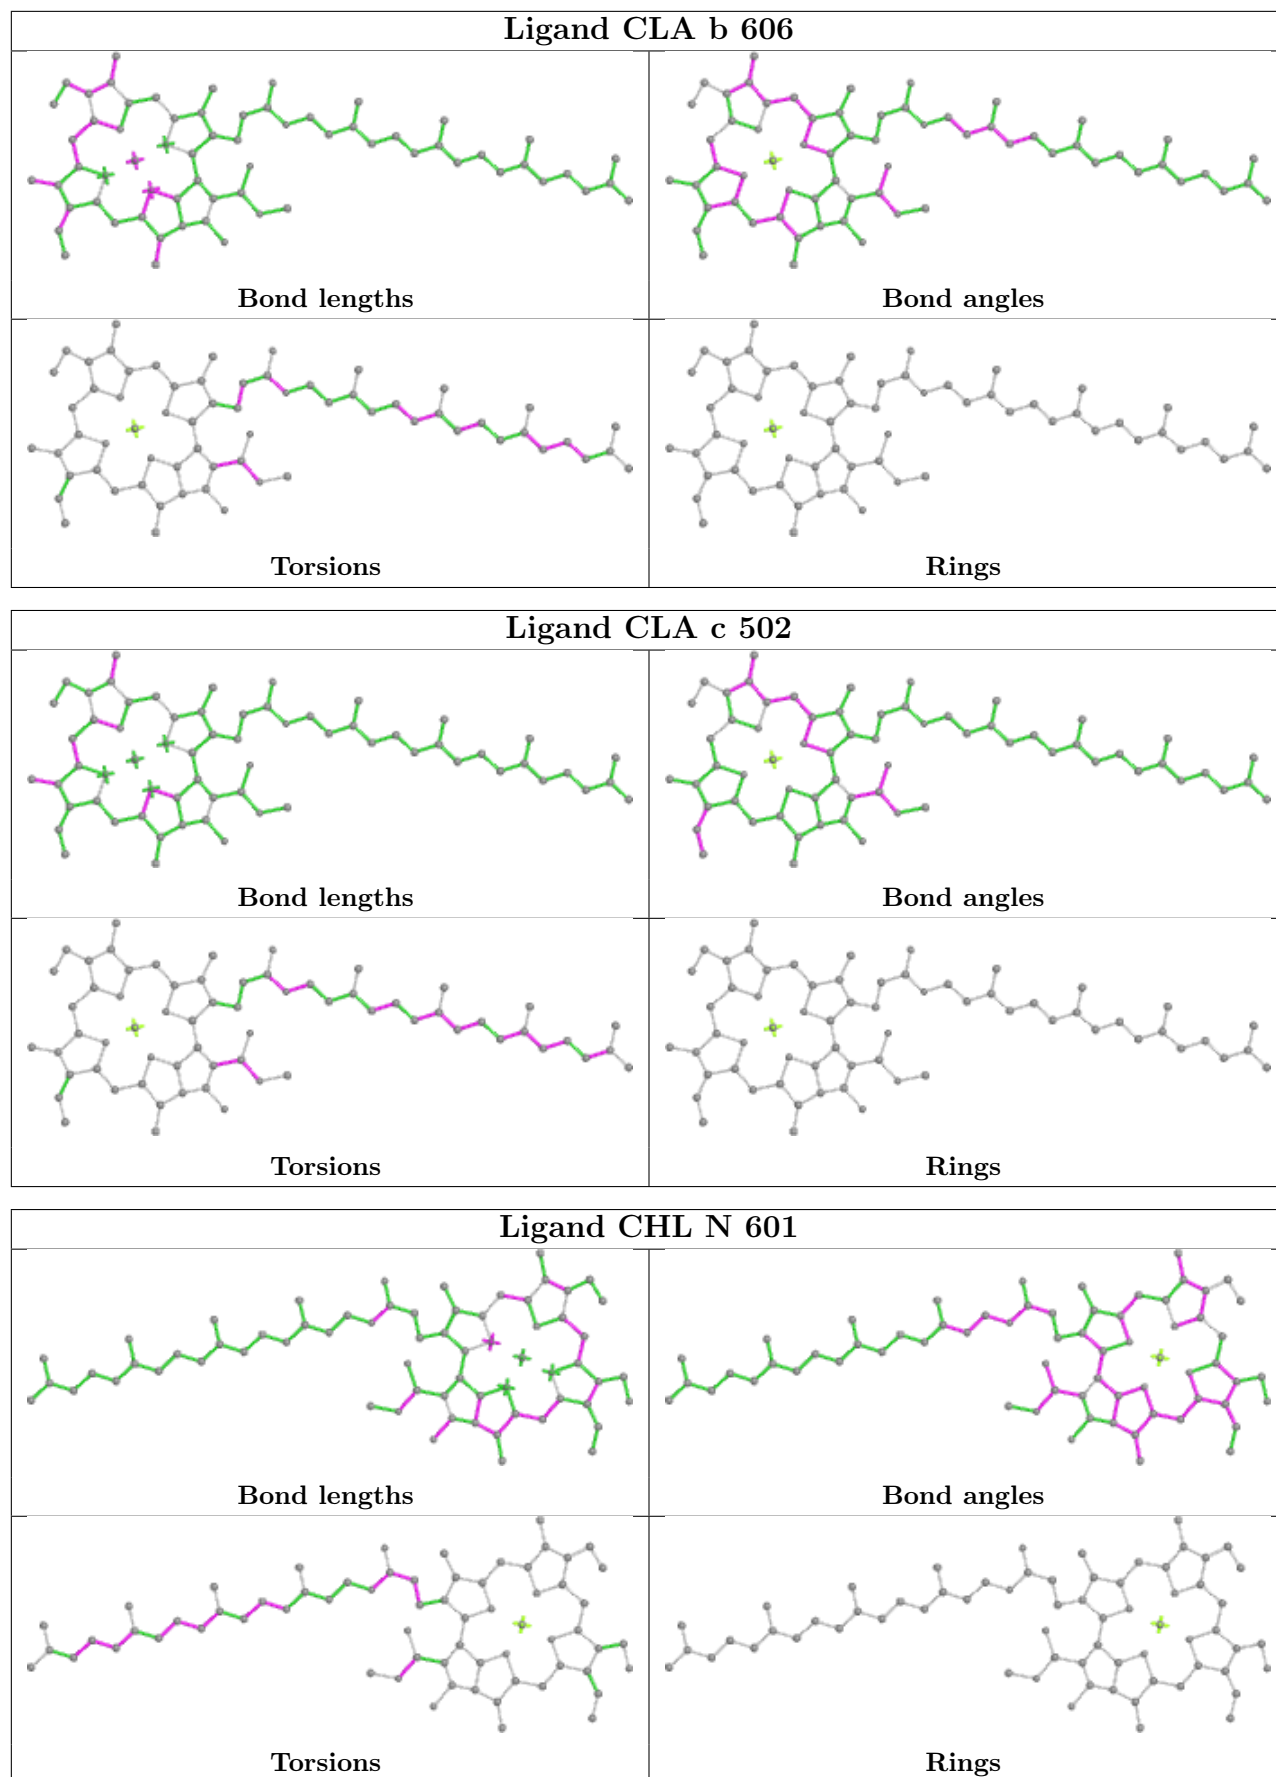 Ligand CLA b 606
Bond lengths
Bond angles
Torsions
Rings
Ligand CLA c 502
Bond lengths
Bond angles
Torsions
Rings
Ligand CHL N 601
Bond lengths
Bond angles
Torsions
Rings